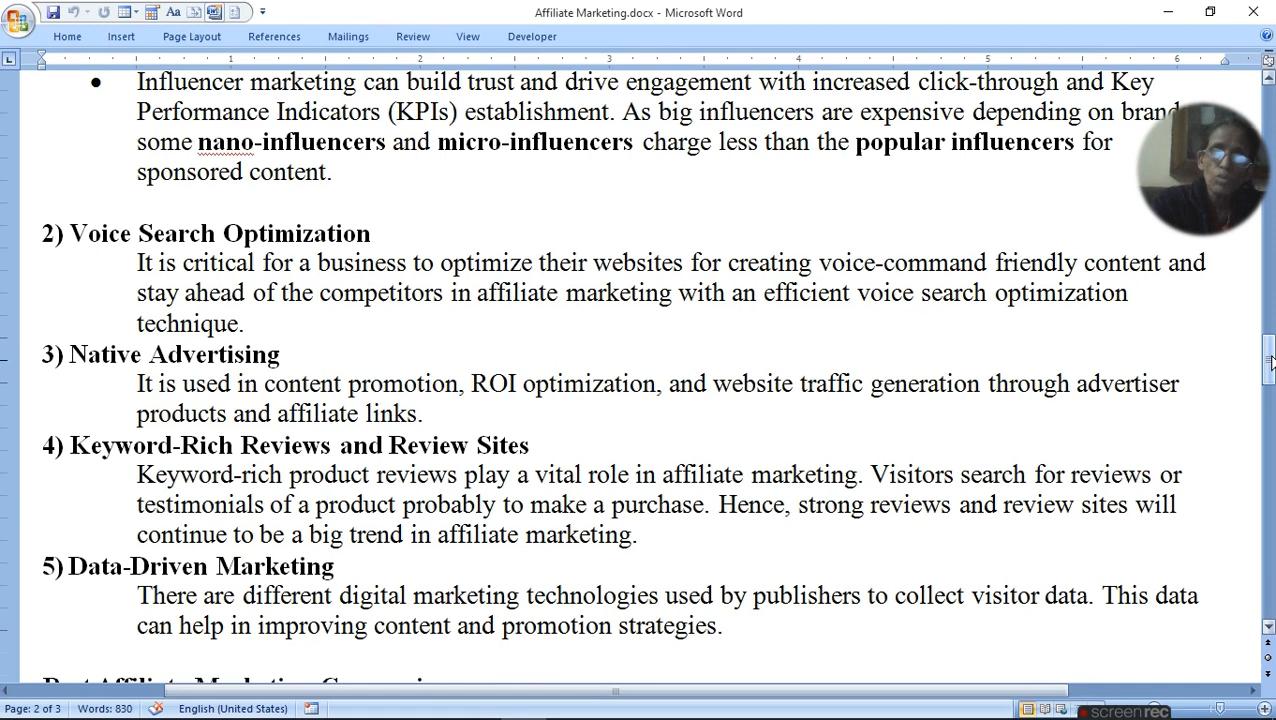 Affiliate Marketing.docx - Microsoft Word
Home Insert Page Layout References Mailings Review View Developer
1 2 3 4 5 6
• Influencer marketing can build trust and drive engagement with increased click-through and Key
Performance Indicators (KPIs) establishment. As big influencers are expensive depending on
some nano-influencers and micro-influencers charge less than the popular influencers for
sponsored content.
2) Voice Search Optimization
It is critical for a business to optimize their websites for creating voice-command friendly content and
stay ahead of the competitors in affiliate marketing with an efficient voice search optimization
technique.
3) Native Advertising
It is used in content promotion, ROI optimization, and website traffic generation through advertiser
products and affiliate links.
4) Keyword-Rich Reviews and Review Sites
Keyword-rich product reviews play a vital role in affiliate marketing. Visitors search for reviews or
testimonials of a product probably to make a purchase. Hence, strong reviews and review sites will
continue to be a big trend in affiliate marketing.
5) Data-Driven Marketing
There are different digital marketing technologies used by publishers to collect visitor data. This data
can help in improving content and promotion strategies.
Page: 2 of 3 Words: 830 English (United States)
screenrec